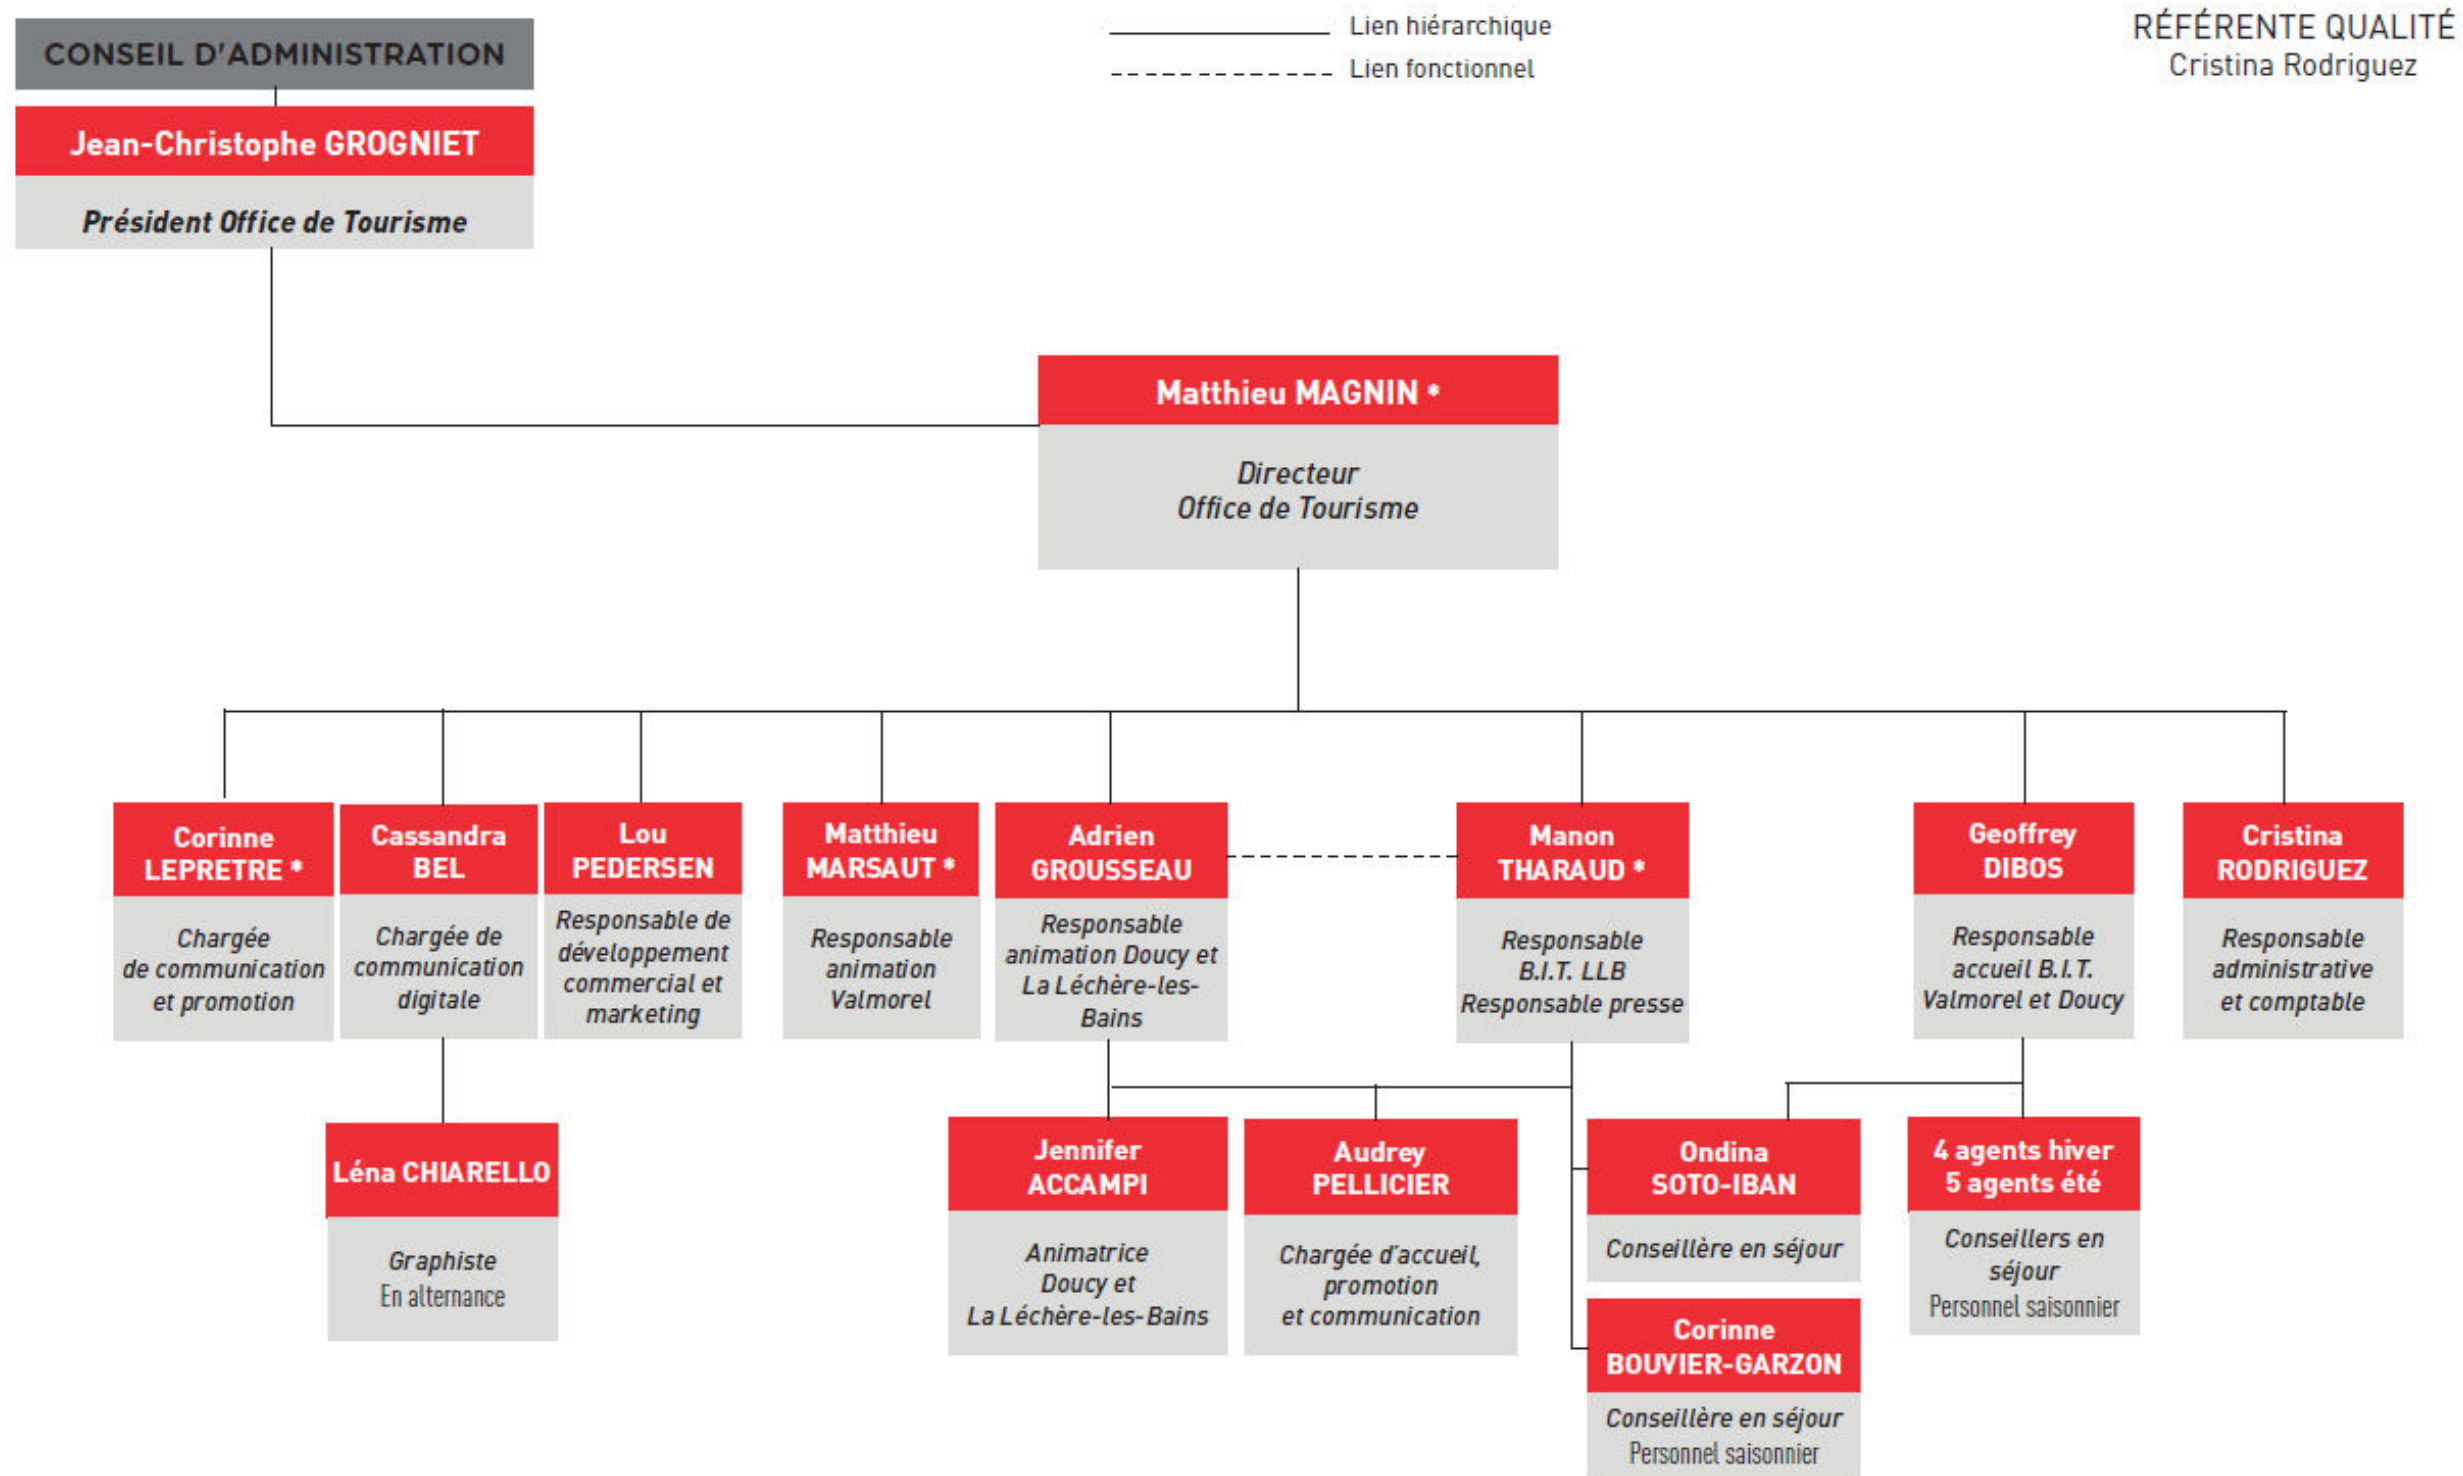 CONSEIL D'ADMINISTRATION
Jean-Christophe GROGNIET
Président Office de Tourisme
Lien hiérarchique
Lien fonctionnel
RÉFÉRENTE QUALITÉ
Cristina Rodriguez
Matthieu MAGNIN *
Directeur
Office de Tourisme
Corinne
LEPRETRE *
Chargée
de communication
et promotion
Cassandra
BEL
Chargée de
communication
digitale
Lou
PEDERSEN
Responsable de
développement
commercial et
marketing
Matthieu
MARSAUT *
Responsable
animation
Valmorel
Adrien
GROUSSEAU
Responsable
animation Doucy et
La Léchère-les-
Bains
Manon
THARAUD *
Responsable
B.I.T. LLB
Responsable presse
Geoffrey
DIBOS
Responsable
accueil B.I.T.
Valmorel et Doucy
Cristina
RODRIGUEZ
Responsable
administrative
et comptable
Léna CHIARELLO
Graphiste
En alternance
Jennifer
ACCAMPI
Animatrice
Doucy et
La Léchère-les-Bains
Audrey
PELLICIER
Chargée d'accueil,
promotion
et communication
Ondina
SOTO-IBAN
Conseillère en séjour
Corinne
BOUVIER-GARZON
Conseillère en séjour
Personnel saisonnier
4 agents hiver
5 agents été
Conseillers en
séjour
Personnel saisonnier